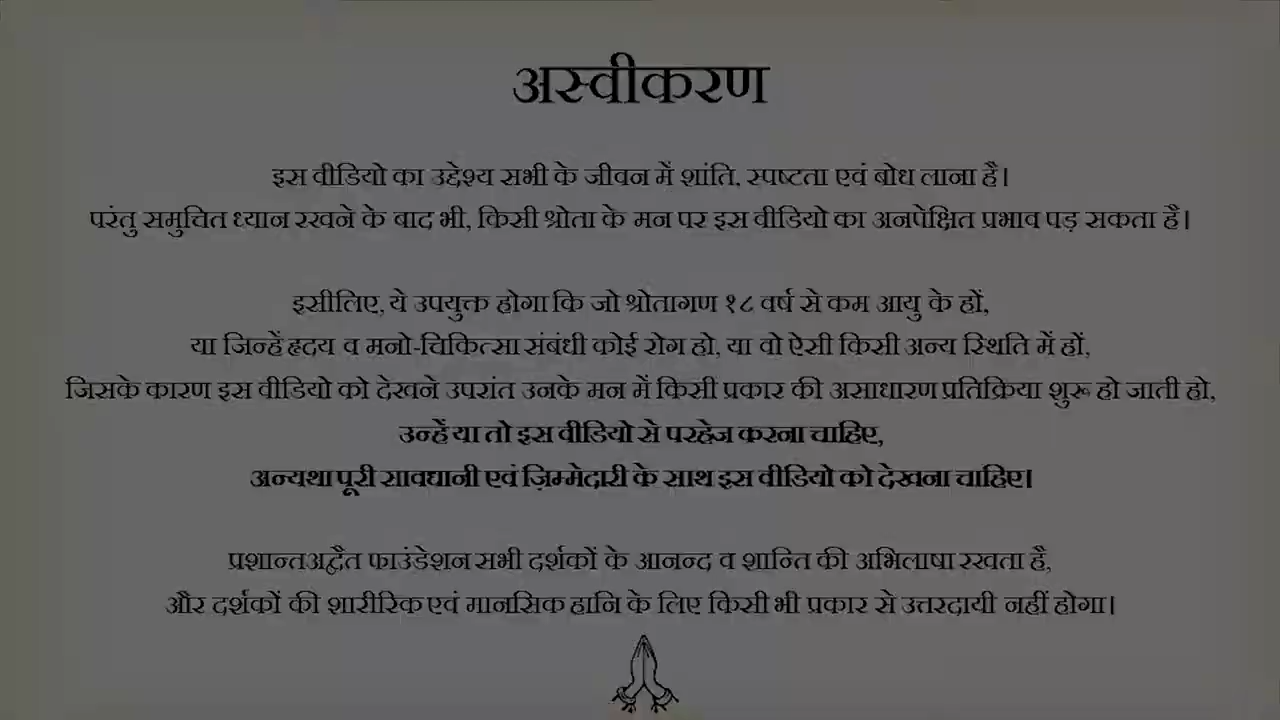 अस्वीकरण
इस वीडियो का उद्देश्य सभी के जीवन में शांति, स्पष्टता एवं बोध लाना है।
परंतु समुचित ध्यान रखने के बाद भी, किसी श्रोता के मन पर इस वीडियो का अनपेक्षित प्रभाव पड़ सकता है।
इसीलिए, ये उपयुक्त होगा कि जो श्रोतागण १८ वर्ष से कम आयु के हों,
या जिन्हें हृदय व मनो-चिकित्सा संबंधी कोई रोग हो, या वो ऐसी किसी अन्य स्थिति में हों,
जिसके कारण इस वीडियो को देखने उपरांत उनके मन में किसी प्रकार की असाधारण प्रतिक्रिया शुरू हो जाती हो,
उन्हें या तो इस वीडियो से परहेज करना चाहिए,
अन्यथा पूरी सावधानी एवं ज़िम्मेदारी के साथ इस वीडियो को देखना चाहिए।
प्रशान्तअद्वैत फाउंडेशन सभी दर्शकों के आनन्द व शान्ति की अभिलाषा रखता है,
और दर्शकों की शारीरिक एवं मानसिक हानि के लिए किसी भी प्रकार से उत्तरदायी नहीं होगा।